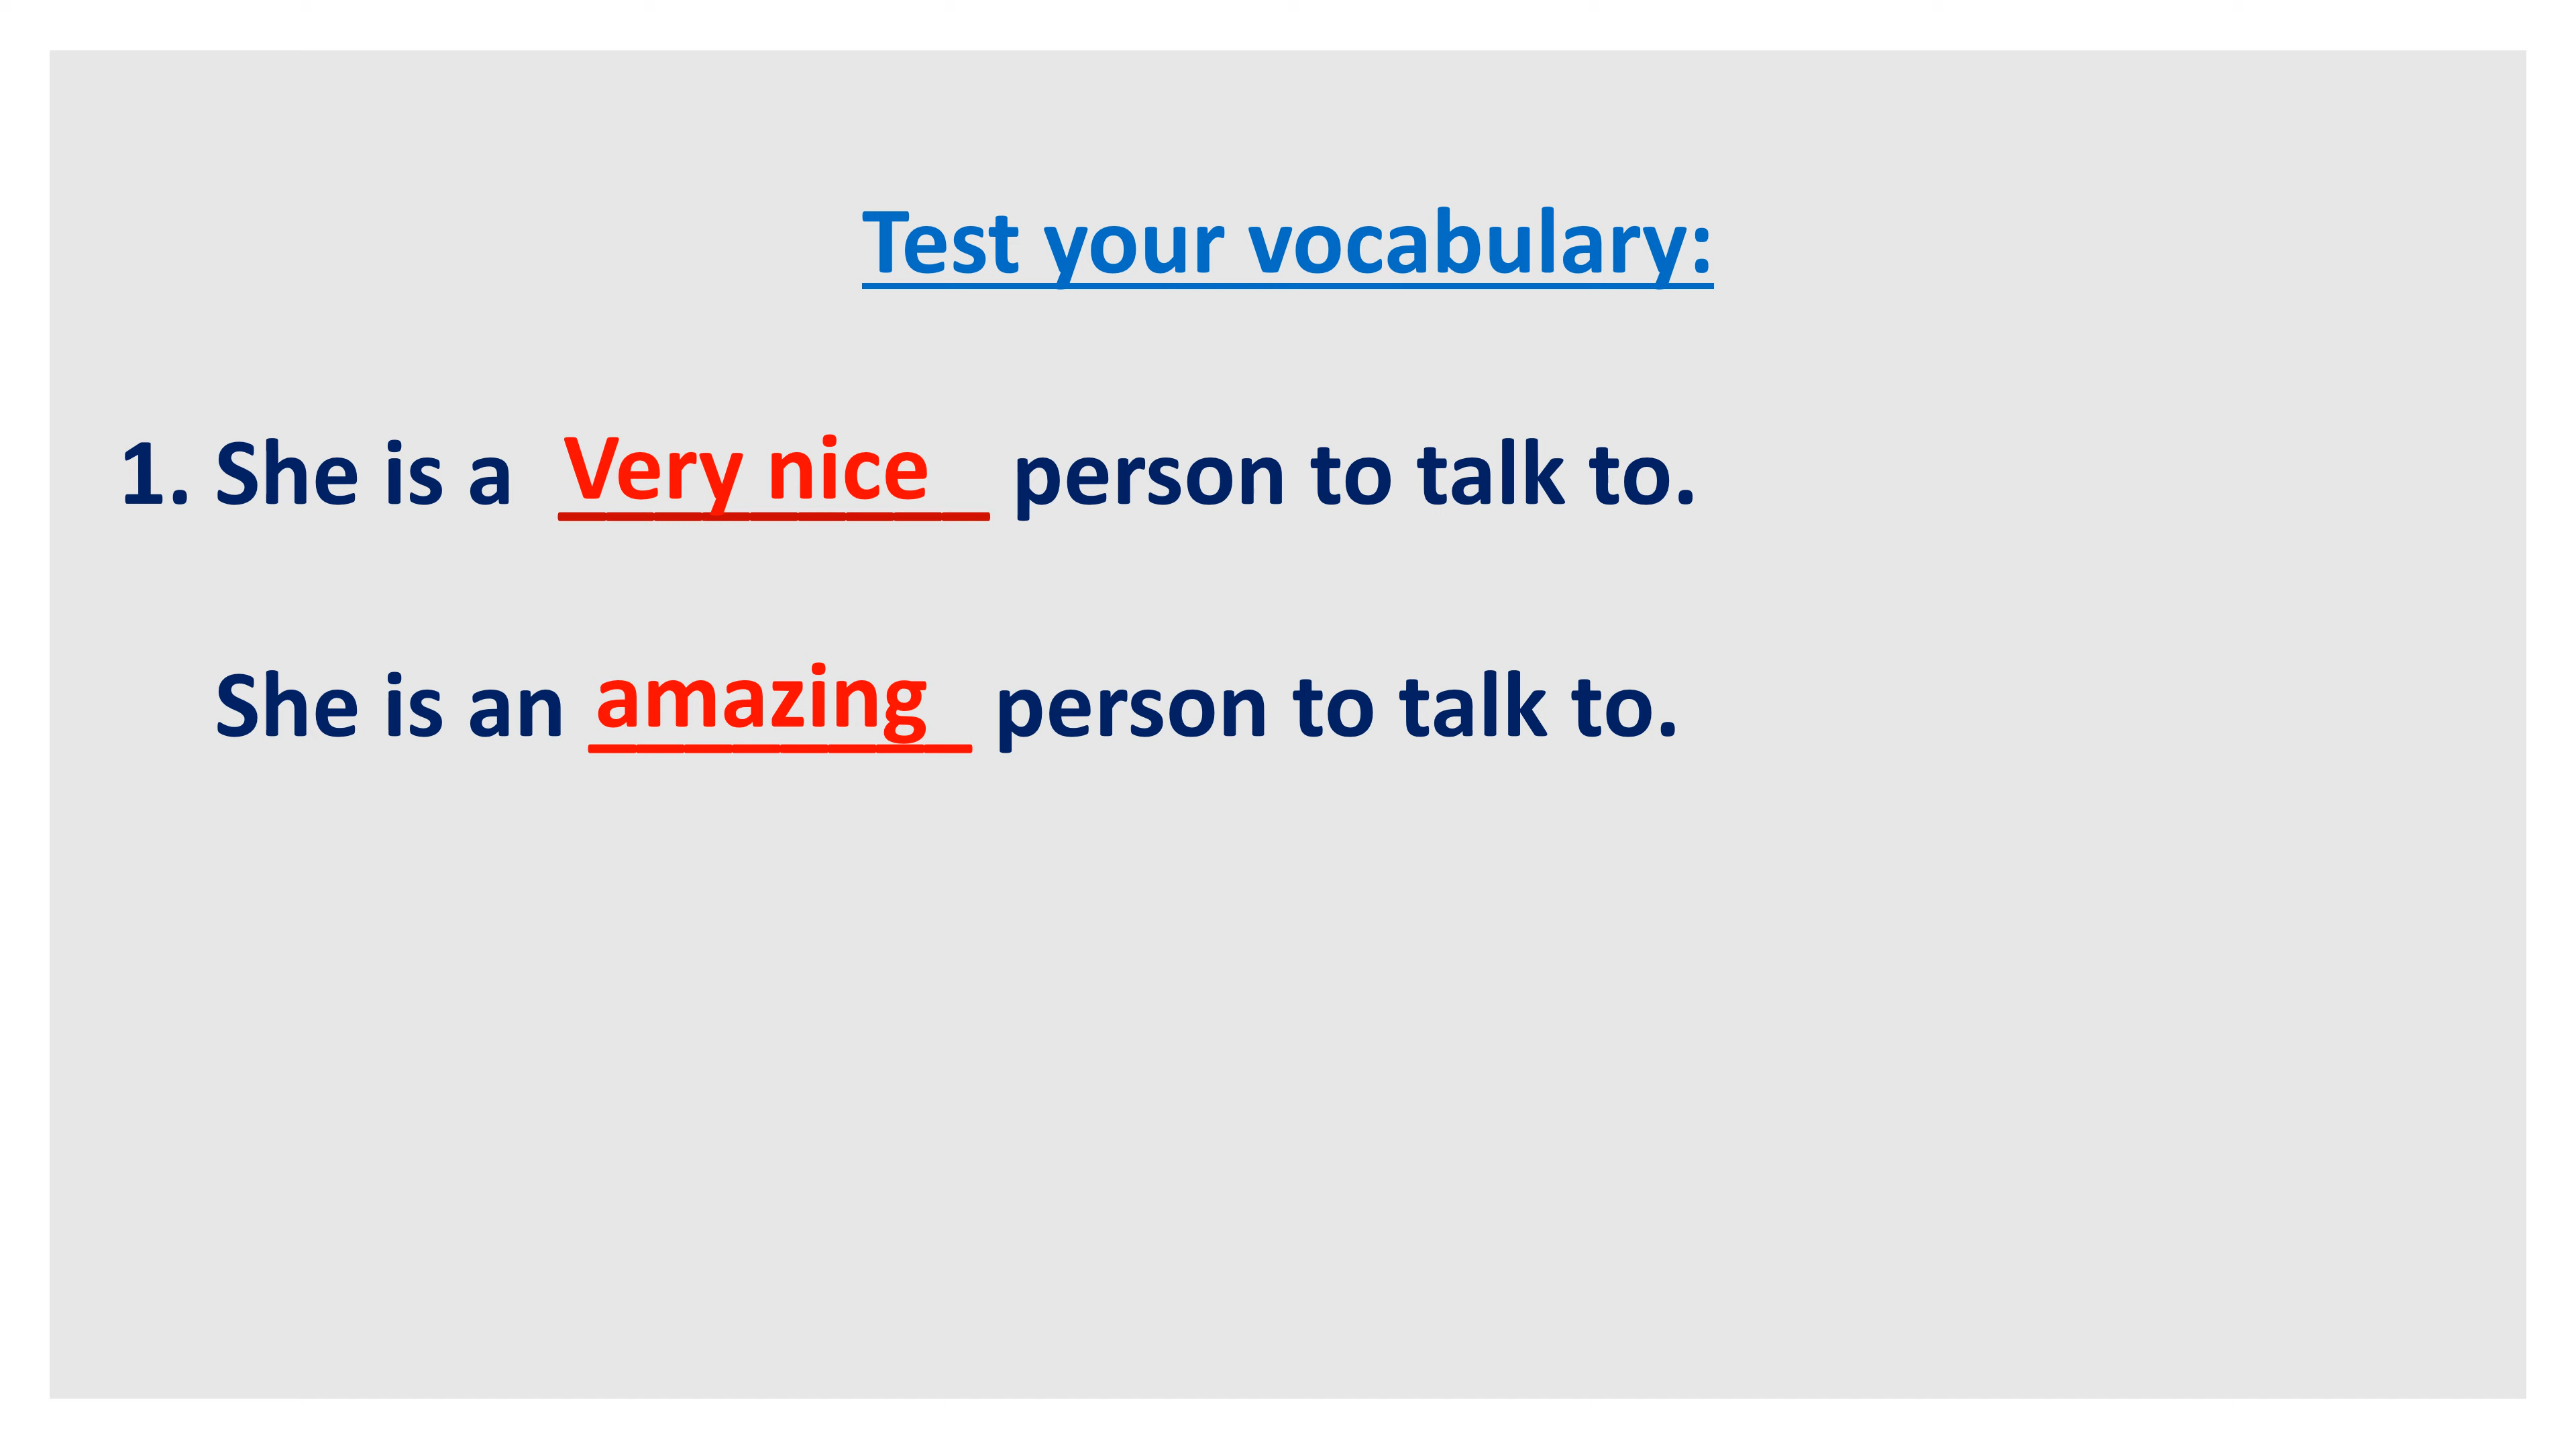 Test your vocabulary:
1. She is a Very nice person to talk to.
She is an amazing person to talk to.